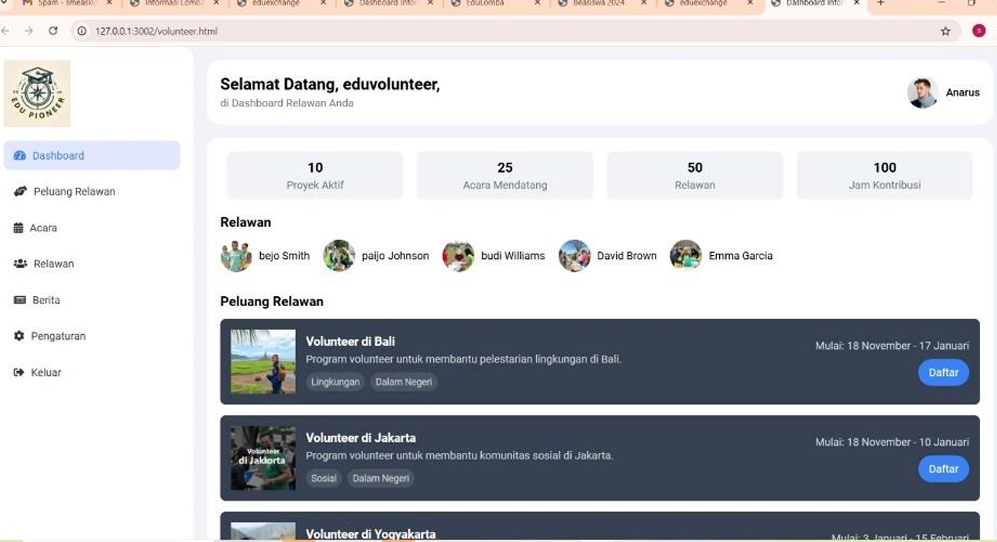 Spam - smeask
Informasi Lomb
eduexchange
Dashboard Infor
EduLomba
Beasiswa 2024
eduexchange
Dashboard Infor
127.0.0.1:3002/volunteer.html
S
EDU PIONEER
Selamat Datang, eduvolunteer,
di Dashboard Relawan Anda
Anarus
Dashboard
Peluang Relawan
Acara
Relawan
Berita
Pengaturan
Keluar
10
Proyek Aktif
25
Acara Mendatang
50
Relawan
100
Jam Kontribusi
Relawan
bejo Smith
paijo Johnson
budi Williams
David Brown
Emma Garcia
Peluang Relawan
Volunteer di Bali
Program volunteer untuk membantu pelestarian lingkungan di Bali.
Lingkungan
Dalam Negeri
Mulai: 18 November - 17 Januari
Daftar
Volunteer
di Jakkorta
Volunteer di Jakarta
Program volunteer untuk membantu komunitas sosial di Jakarta.
Sosial
Dalam Negeri
Mulai: 18 November - 10 Januari
Daftar
Volunteer di Yogyakarta
Mulai: 3 Januari - 15 Februari